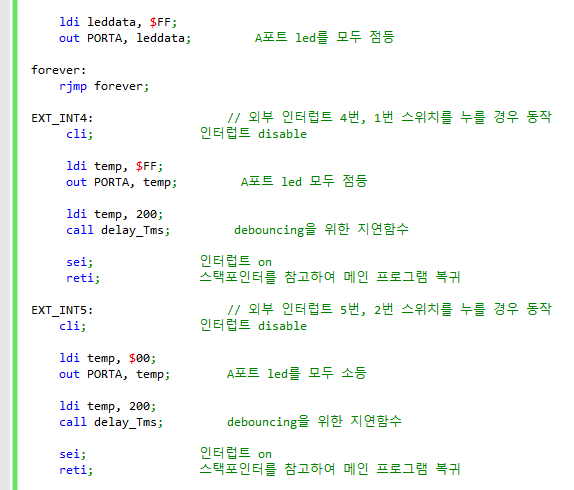 ldi leddata, $FF;
out PORTA, leddata; A포트 led를 모두 점등
forever:
rjmp forever;
EXT_INT4: // 외부 인터럽트 4번, 1번 스위치를 누를 경우 동작
cli; 인터럽트 disable
ldi temp, $FF;
out PORTA, temp; A포트 led 모두 점등
ldi temp, 200;
call delay_Tms; debouncing을 위한 지연함수
sei; 인터럽트 on
reti; 스택포인터를 참고하여 메인 프로그램 복귀
EXT_INT5: // 외부 인터럽트 5번, 2번 스위치를 누를 경우 동작
cli; 인터럽트 disable
ldi temp, $00;
out PORTA, temp; A포트 led를 모두 소등
ldi temp, 200;
call delay_Tms; debouncing을 위한 지연함수
sei; 인터럽트 on
reti; 스택포인터를 참고하여 메인 프로그램 복귀